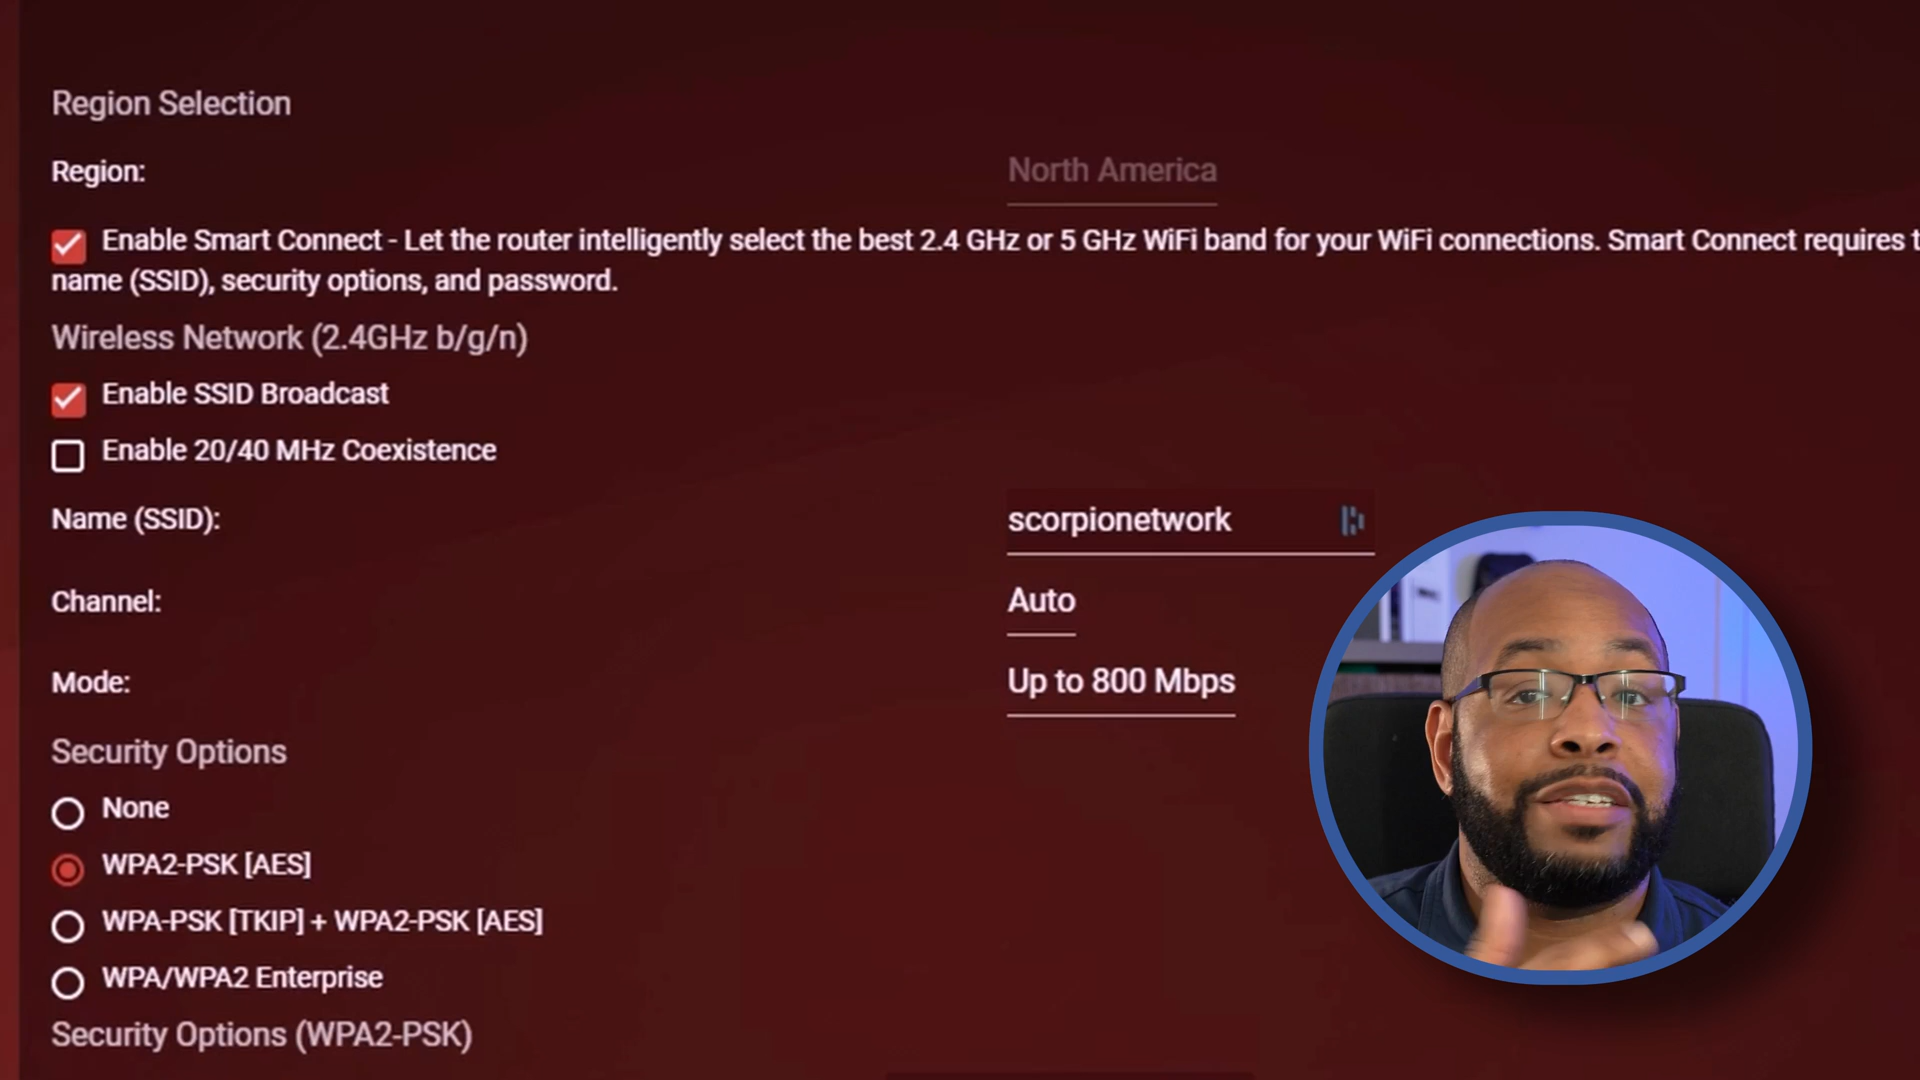 Region Selection
Region:
North America
Enable Smart Connect - Let the router intelligently select the best 2.4 GHz or 5 GHz WiFi band for your WiFi connections. Smart Connect requires
name (SSID), security options, and password.
Wireless Network (2.4GHz b/g/n)
Enable SSID Broadcast
Enable 20/40 MHz Coexistence
Name (SSID):
scorpionetwork
Channel:
Auto
Mode:
Up to 800 Mbps
Security Options
None
WPA2-PSK [AES]
WPA-PSK [TKIP] + WPA2-PSK [AES]
WPA/WPA2 Enterprise
Security Options (WPA2-PSK)